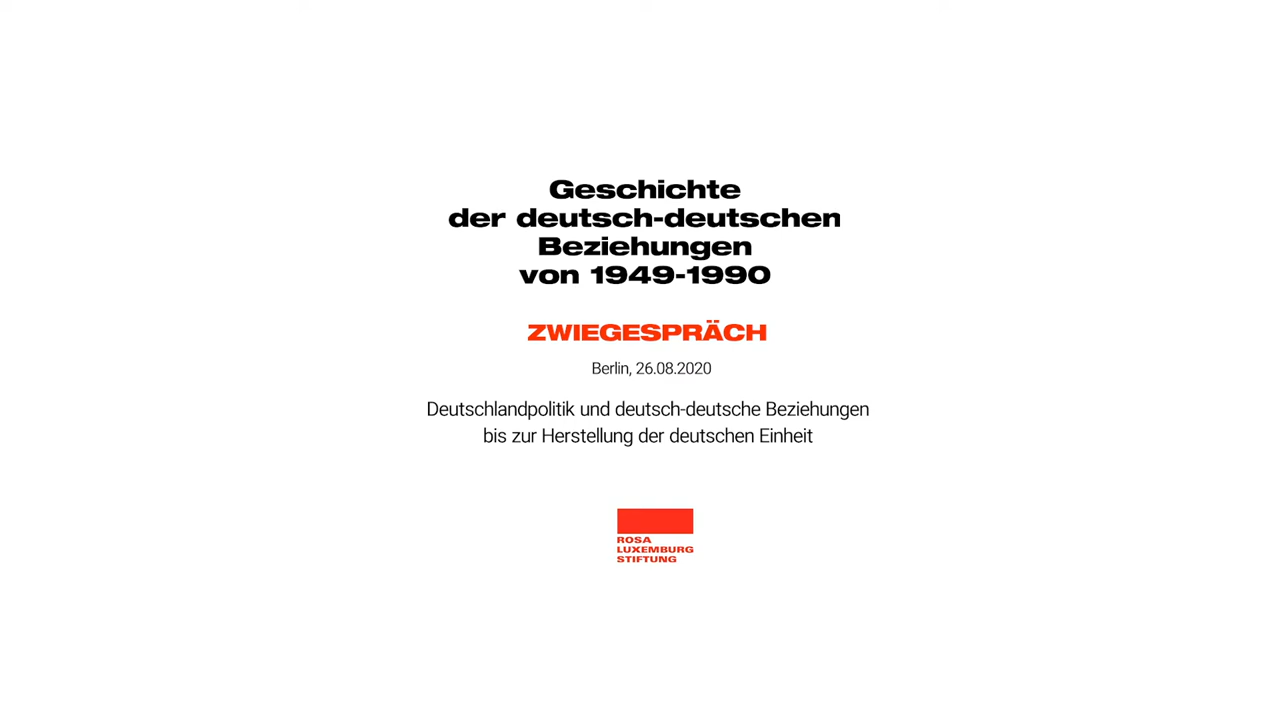 Geschichte
der deutsch-deutschen
Beziehungen
von 1949-1990
ZWIEGESPRÄCH
Berlin, 26.08.2020
Deutschlandpolitik und deutsch-deutsche Beziehungen
bis zur Herstellung der deutschen Einheit
ROSA
LUXEMBURG
STIFTUNG